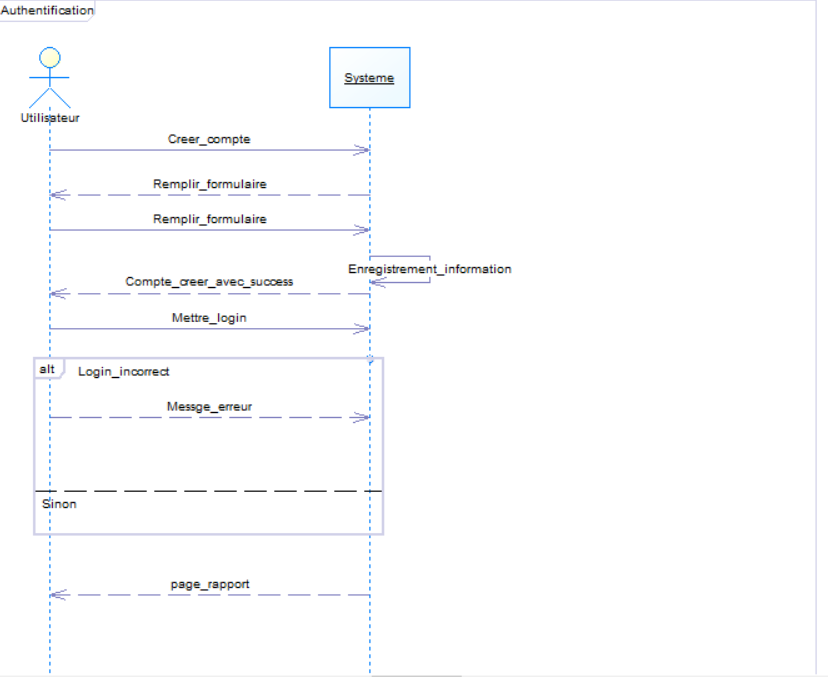 Authentification
Systeme
Utilisateur
Creer_compte
Remplir_formulaire
Remplir_formulaire
Enregistrement_information
Compte_creer_avec_success
Mettre_login
alt
Login_incorrect
Messge_erreur
Sinon
page_rapport